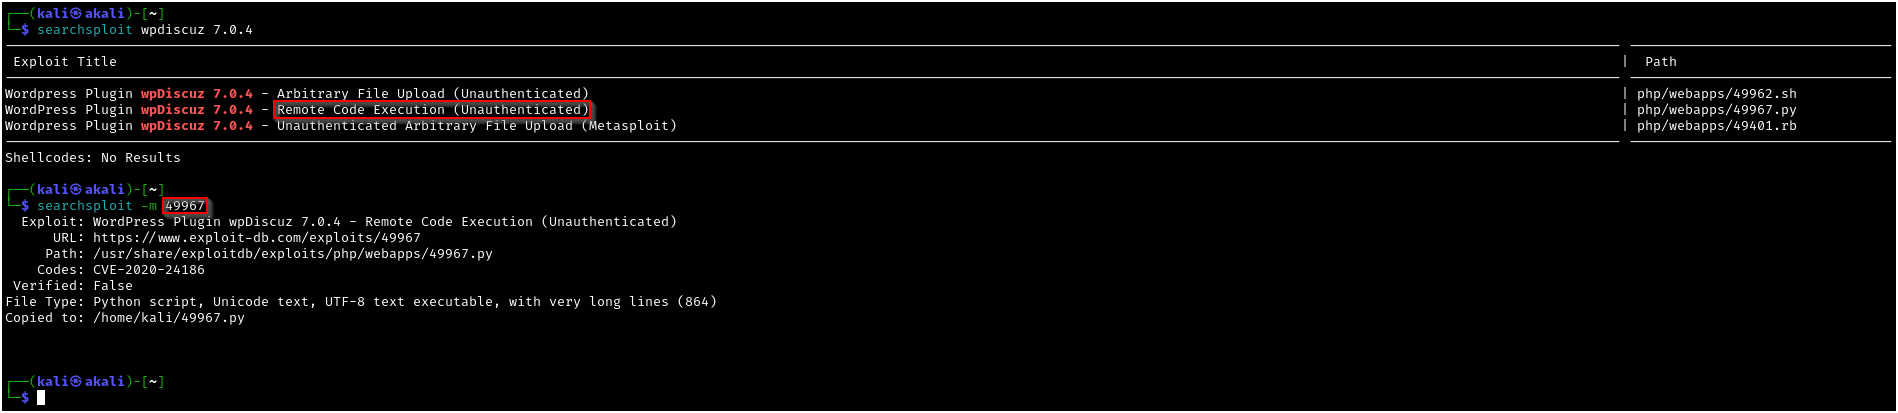 ┌──(kali㉿akali)-[~]
└─$ searchsploit wpdiscuz 7.0.4
Exploit Title | Path
Wordpress Plugin wpDiscuz 7.0.4 - Arbitrary File Upload (Unauthenticated) | php/webapps/49962.sh
WordPress Plugin wpDiscuz 7.0.4 - Remote Code Execution (Unauthenticated) | php/webapps/49967.py
Wordpress Plugin wpDiscuz 7.0.4 - Unauthenticated Arbitrary File Upload (Metasploit) | php/webapps/49401.rb
Shellcodes: No Results
┌──(kali㉿akali)-[~]
└─$ searchsploit -m 49967
Exploit: WordPress Plugin wpDiscuz 7.0.4 - Remote Code Execution (Unauthenticated)
URL: https://www.exploit-db.com/exploits/49967
Path: /usr/share/exploitdb/exploits/php/webapps/49967.py
Codes: CVE-2020-24186
Verified: False
File Type: Python script, Unicode text, UTF-8 text executable, with very long lines (864)
Copied to: /home/kali/49967.py
┌──(kali㉿akali)-[~]
└─$